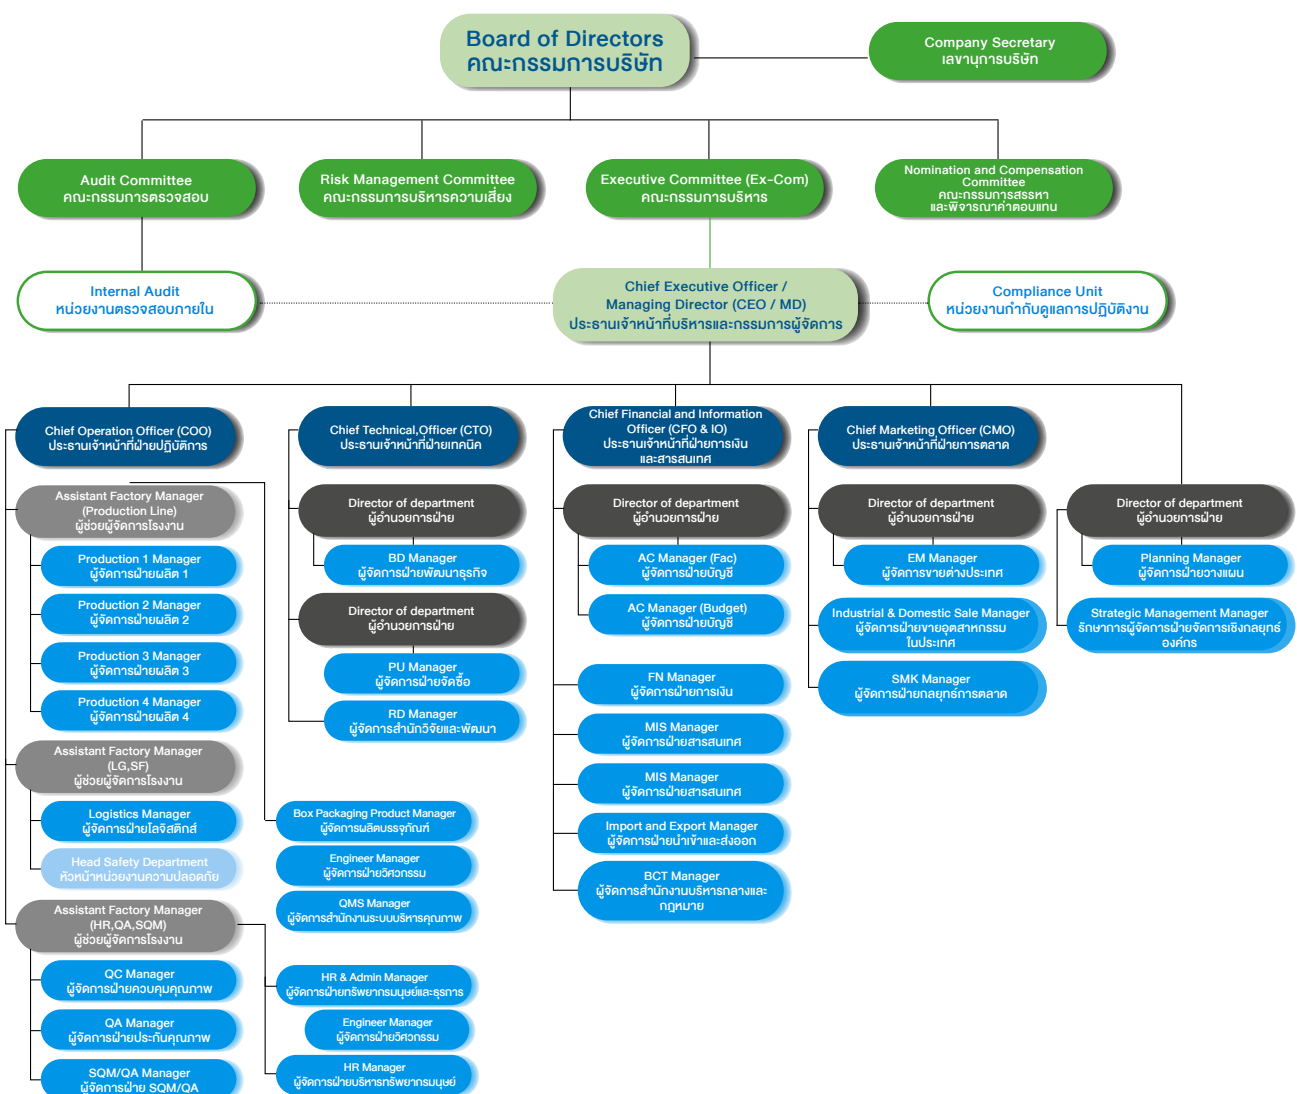 Board of Directors
คณะกรรมการบริษัท
Company Secretary
เลขานุการบริษัท
Audit Committee
คณะกรรมการตรวจสอบ
Risk Management Committee
คณะกรรมการบริหารความเสี่ยง
Executive Committee (Ex-Com)
คณะกรรมการบริหาร
Nomination and Compensation
Committee
คณะกรรมการสรรหา
และพิจารณาค่าตอบแทน
Internal Audit
หน่วยงานตรวจสอบภายใน
Chief Executive Officer /
Managing Director (CEO / MD)
ประธานเจ้าหน้าที่บริหารและกรรมการผู้จัดการ
Compliance Unit
หน่วยงานกำกับดูแลการปฏิบัติงาน
Chief Operation Officer (COO)
ประธานเจ้าหน้าที่ฝ่ายปฏิบัติการ
Assistant Factory Manager
(Production Line)
ผู้ช่วยผู้จัดการโรงงาน
Production 1 Manager
ผู้จัดการฝ่ายผลิต 1
Production 2 Manager
ผู้จัดการฝ่ายผลิต 2
Production 3 Manager
ผู้จัดการฝ่ายผลิต 3
Production 4 Manager
ผู้จัดการฝ่ายผลิต 4
Assistant Factory Manager
(LG,SF)
ผู้ช่วยผู้จัดการโรงงาน
Logistics Manager
ผู้จัดการฝ่ายโลจิสติกส์
Head Safety Department
หัวหน้าหน่วยงานความปลอดภัย
Assistant Factory Manager
(HR,QA,SQM)
ผู้ช่วยผู้จัดการโรงงาน
QC Manager
ผู้จัดการฝ่ายควบคุมคุณภาพ
QA Manager
ผู้จัดการฝ่ายประกันคุณภาพ
SQM/QA Manager
ผู้จัดการฝ่าย SQM/QA
Chief Technical,Officer (CTO)
ประธานเจ้าหน้าที่ฝ่ายเทคนิค
Director of department
ผู้อำนวยการฝ่าย
BD Manager
ผู้จัดการฝ่ายพัฒนาธุรกิจ
Director of department
ผู้อำนวยการฝ่าย
PU Manager
ผู้จัดการฝ่ายจัดซื้อ
RD Manager
ผู้จัดการสำนักวิจัยและพัฒนา
Box Packaging Product Manager
ผู้จัดการผลิตบรรจุภัณฑ์
Engineer Manager
ผู้จัดการฝ่ายวิศวกรรม
QMS Manager
ผู้จัดการสำนักงานระบบบริหารคุณภาพ
HR & Admin Manager
ผู้จัดการฝ่ายทรัพยากรมนุษย์และธุรการ
Engineer Manager
ผู้จัดการฝ่ายวิศวกรรม
HR Manager
ผู้จัดการฝ่ายบริหารทรัพยากรมนุษย์
Chief Financial and Information
Officer (CFO & IO)
ประธานเจ้าหน้าที่ฝ่ายการเงิน
และสารสนเทศ
Director of department
ผู้อำนวยการฝ่าย
AC Manager (Fac)
ผู้จัดการฝ่ายบัญชี
AC Manager (Budget)
ผู้จัดการฝ่ายบัญชี
FN Manager
ผู้จัดการฝ่ายการเงิน
MIS Manager
ผู้จัดการฝ่ายสารสนเทศ
MIS Manager
ผู้จัดการฝ่ายสารสนเทศ
Import and Export Manager
ผู้จัดการฝ่ายนำเข้าและส่งออก
BCT Manager
ผู้จัดการสำนักงานบริหารกลางและ
กฎหมาย
Chief Marketing Officer (CMO)
ประธานเจ้าหน้าที่ฝ่ายการตลาด
Director of department
ผู้อำนวยการฝ่าย
EM Manager
ผู้จัดการขายต่างประเทศ
Industrial & Domestic Sale Manager
ผู้จัดการฝ่ายขายอุตสาหกรรม
ในประเทศ
SMK Manager
ผู้จัดการฝ่ายกลยุทธ์การตลาด
Director of department
ผู้อำนวยการฝ่าย
Planning Manager
ผู้จัดการฝ่ายวางแผน
Strategic Management Manager
รักษาการผู้จัดการฝ่ายจัดการเชิงกลยุทธ์
องค์กร